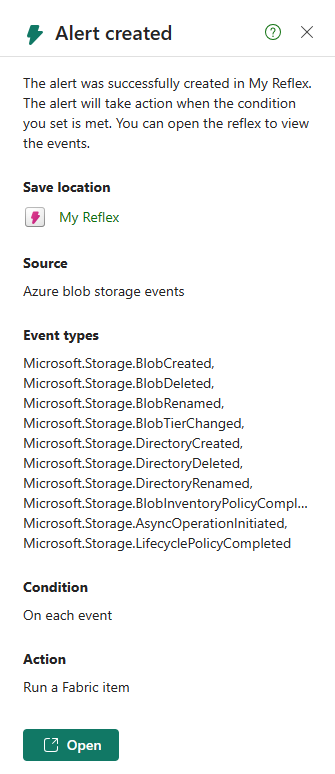 Alert created
The alert was successfully created in My Reflex.
The alert will take action when the condition
you set is met. You can open the reflex to view
the events.
Save location
My Reflex
Source
Azure blob storage events
Event types
Microsoft.Storage.BlobCreated,
Microsoft.Storage.BlobDeleted,
Microsoft.Storage.BlobRenamed,
Microsoft.Storage.BlobTierChanged,
Microsoft.Storage.DirectoryCreated,
Microsoft.Storage.DirectoryDeleted,
Microsoft.Storage.DirectoryRenamed,
Microsoft.Storage.BlobInventoryPolicyCompl...
Microsoft.Storage.AsyncOperationInitiated,
Microsoft.Storage.LifecyclePolicyCompleted
Condition
On each event
Action
Run a Fabric item
Open